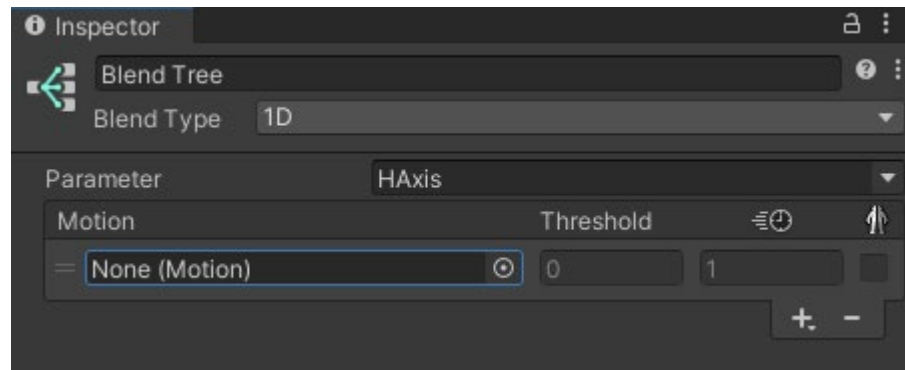 Inspector
Blend Tree
Blend Type 1D
Parameter HAxis
Motion Threshold
None (Motion) 0 1